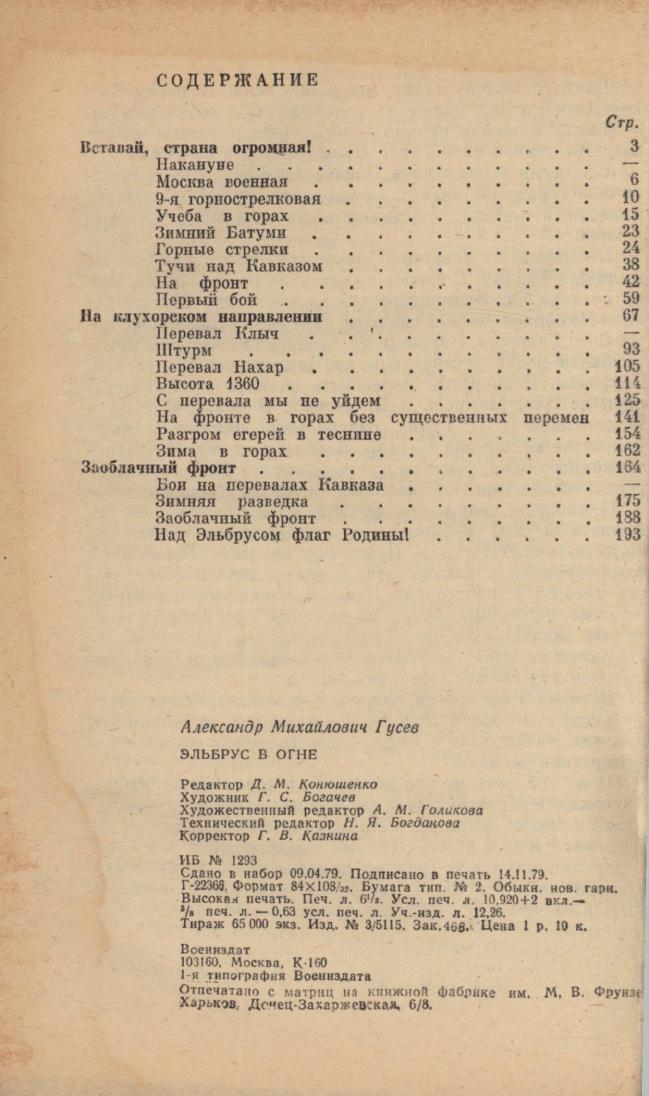 СОДЕРЖАНИЕ
Стр.
Вставай, страна огромная! . . . . . . . . . . 3
Накануне . . . . . . . . . . . —
Москва военная . . . . . . . . . 6
9-я горнострелковая . . . . . . . . 10
Учеба в горах . . . . . . . . . 15
Зимний Батуми . . . . . . . . . 23
Горные стрелки . . . . . . . . . 24
Тучи над Кавказом . . . . . . . . 38
На фронт . . . . . . . . . . 42
Первый бой . . . . . . . . . . 59
На клухорском направлении . . . . . . . . 67
Перевал Клыч . . . . . . . . . —
Штурм . . . . . . . . . . . 93
Перевал Нахар . . . . . . . . . 105
Высота 1360 . . . . . . . . . . 114
С перевала мы не уйдем . . . . . . 125
На фронте в горах без существенных перемен 141
Разгром егерей в теснине . . . . . . 154
Зима в горах . . . . . . . . . 162
Заоблачный фронт . . . . . . . . . . . 164
Бои на перевалах Кавказа . . . . . . —
Зимняя разведка . . . . . . . . 175
Заоблачный фронт . . . . . . . . 188
Над Эльбрусом флаг Родины! . . . . . 193
Александр Михайлович Гусев
ЭЛЬБРУС В ОГНЕ
Редактор Д. М. Конюшенко
Художник Г. С. Богачев
Художественный редактор А. М. Голикова
Технический редактор Н. Я. Богданова
Корректор Г. В. Казнина
ИБ № 1293
Сдано в набор 09.04.79. Подписано в печать 14.11.79.
Г-22366. Формат 84×108/32. Бумага тип. № 2. Обыкн. нов. гарн.
Высокая печать. Печ. л. 6½. Усл. печ. л. 10,920+2 вкл.—
3/8 печ. л. — 0,63 усл. печ. л. Уч.-изд. л. 12,26.
Тираж 65 000 экз. Изд. № 3/5115. Зак. 468. Цена 1 р. 10 к.
Воениздат
103160, Москва, К-160
1-я типография Воениздата
Отпечатано с матриц на книжной фабрике им. М. В. Фрунзе
Харьков, Донец-Захаржевская, 6/8.